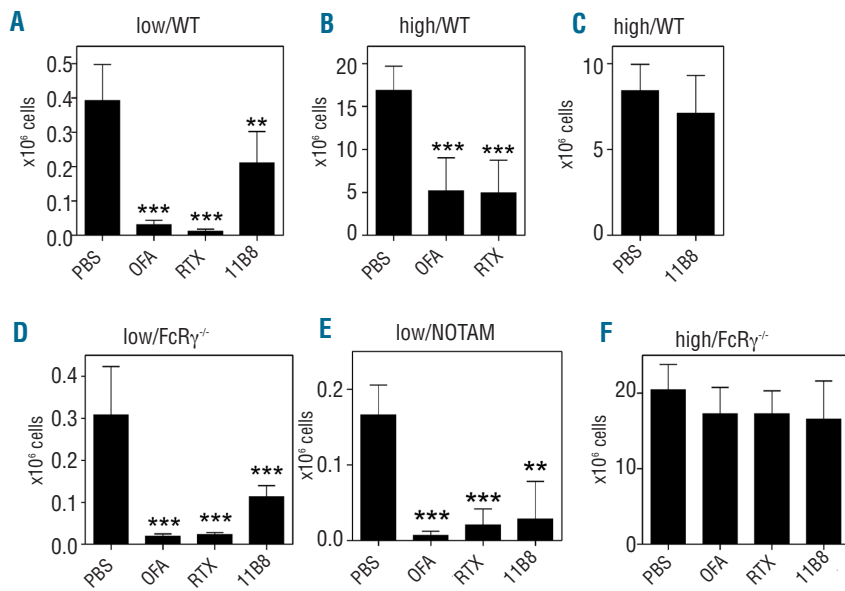 A
low/WT
x10⁶ cells
0.5
0.4
0.3
0.2
0.1
0.0
***
***
**
PBS
OFA
RTX
11B8
B
high/WT
x10⁶ cells
20
15
10
5
0
***
***
PBS
OFA
RTX
C
high/WT
x10⁶ cells
10
5
0
PBS
11B8
D
low/FcRγ⁻/⁻
x10⁶ cells
0.4
0.3
0.2
0.1
0.0
***
***
***
PBS
OFA
RTX
11B8
E
low/NOTAM
x10⁶ cells
0.2
0.1
0.0
***
***
**
PBS
OFA
RTX
11B8
F
high/FcRγ⁻/⁻
x10⁶ cells
20
10
0
PBS
OFA
RTX
11B8